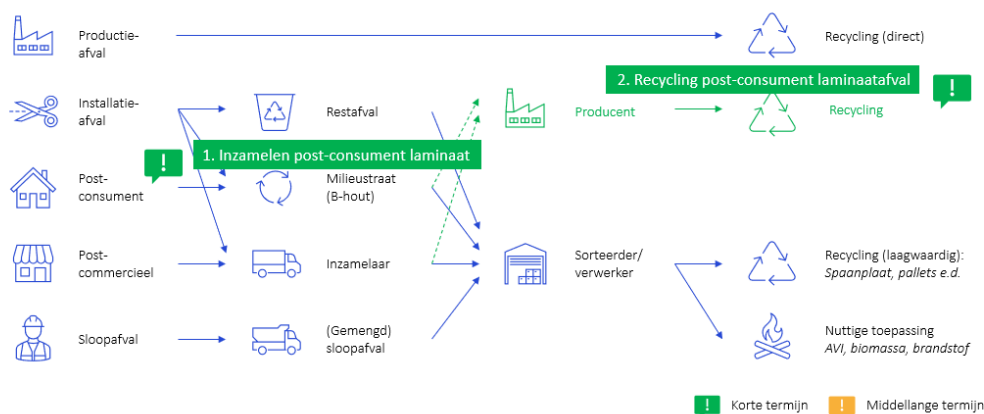 Productie-
afval
Recycling (direct)
2. Recycling post-consument laminaatafval
!
Installatie-
afval
Restafval
Producent
Recycling
1. Inzamelen post-consument laminaat
!
Post-
consument
Milieustraat
(B-hout)
Post-
commercieel
Inzamelaar
Sorteerder/
verwerker
Recycling (laagwaardig):
Spaanplaat, pallets e.d.
Sloopafval
(Gemengd)
sloopafval
Nuttige toepassing
AVI, biomassa, brandstof
! Korte termijn ! Middellange termijn